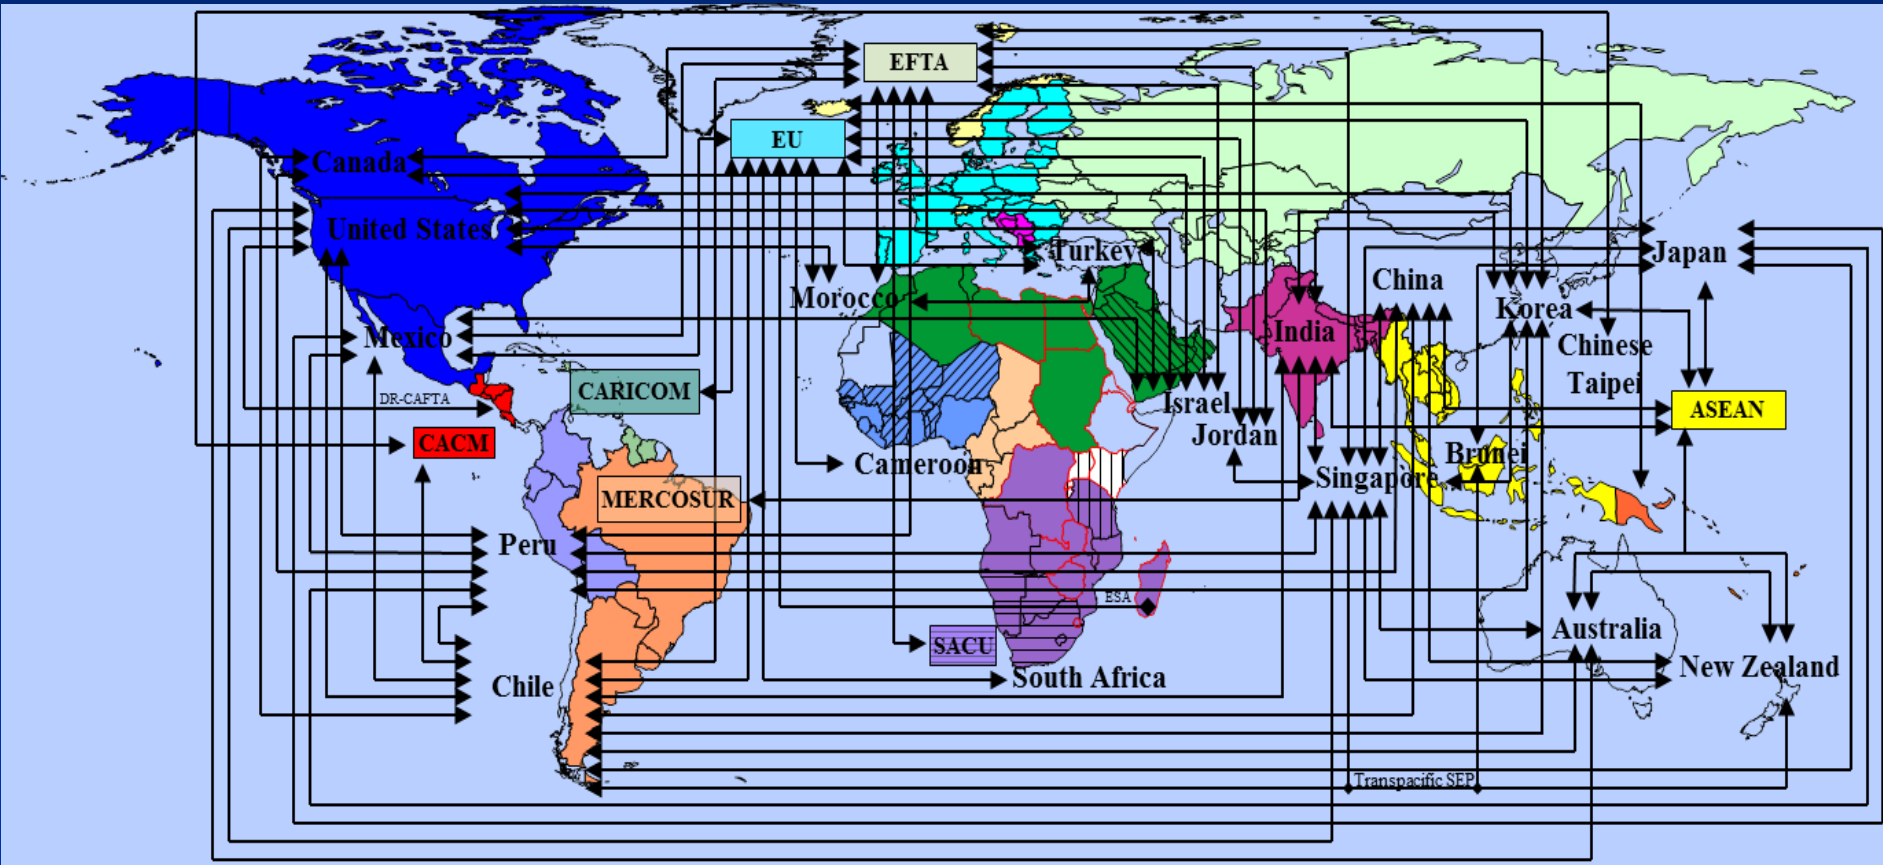 EFTA
EU
Canada
United States
Turkey
Japan
China
Morocco
Korea
Mexico
India
Chinese
Taipei
DR-CAFTA
CARICOM
Israel
ASEAN
Jordan
CACM
Brunei
Cameroon
Singapore
MERCOSUR
Peru
ESA
Australia
SACU
New Zealand
South Africa
Chile
Transpacific SEP